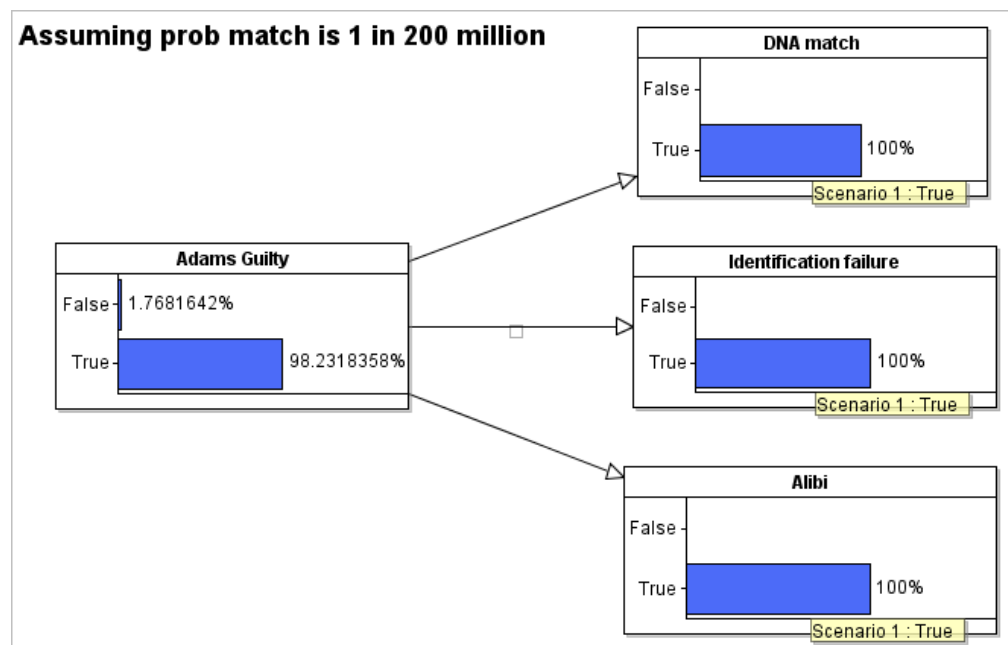 Assuming prob match is 1 in 200 million
DNA match
False
True
100%
Scenario 1 : True
Adams Guilty
False
1.7681642%
True
98.2318358%
Identification failure
False
True
100%
Scenario 1 : True
Alibi
False
True
100%
Scenario 1 : True